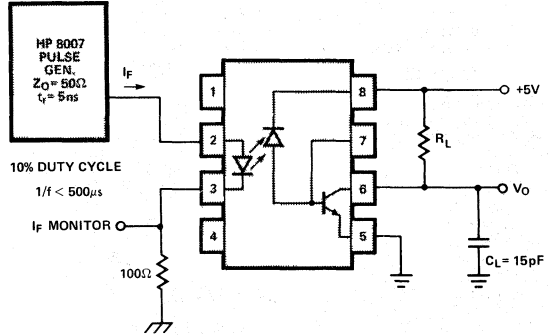 HP 8007
PULSE
GEN.
Z_O = 50Ω
t_r = 5ns
I_F
10% DUTY CYCLE
1/f < 500μs
I_F MONITOR
100Ω
1
2
3
4
8
7
6
5
+5V
R_L
V_O
C_L = 15pF